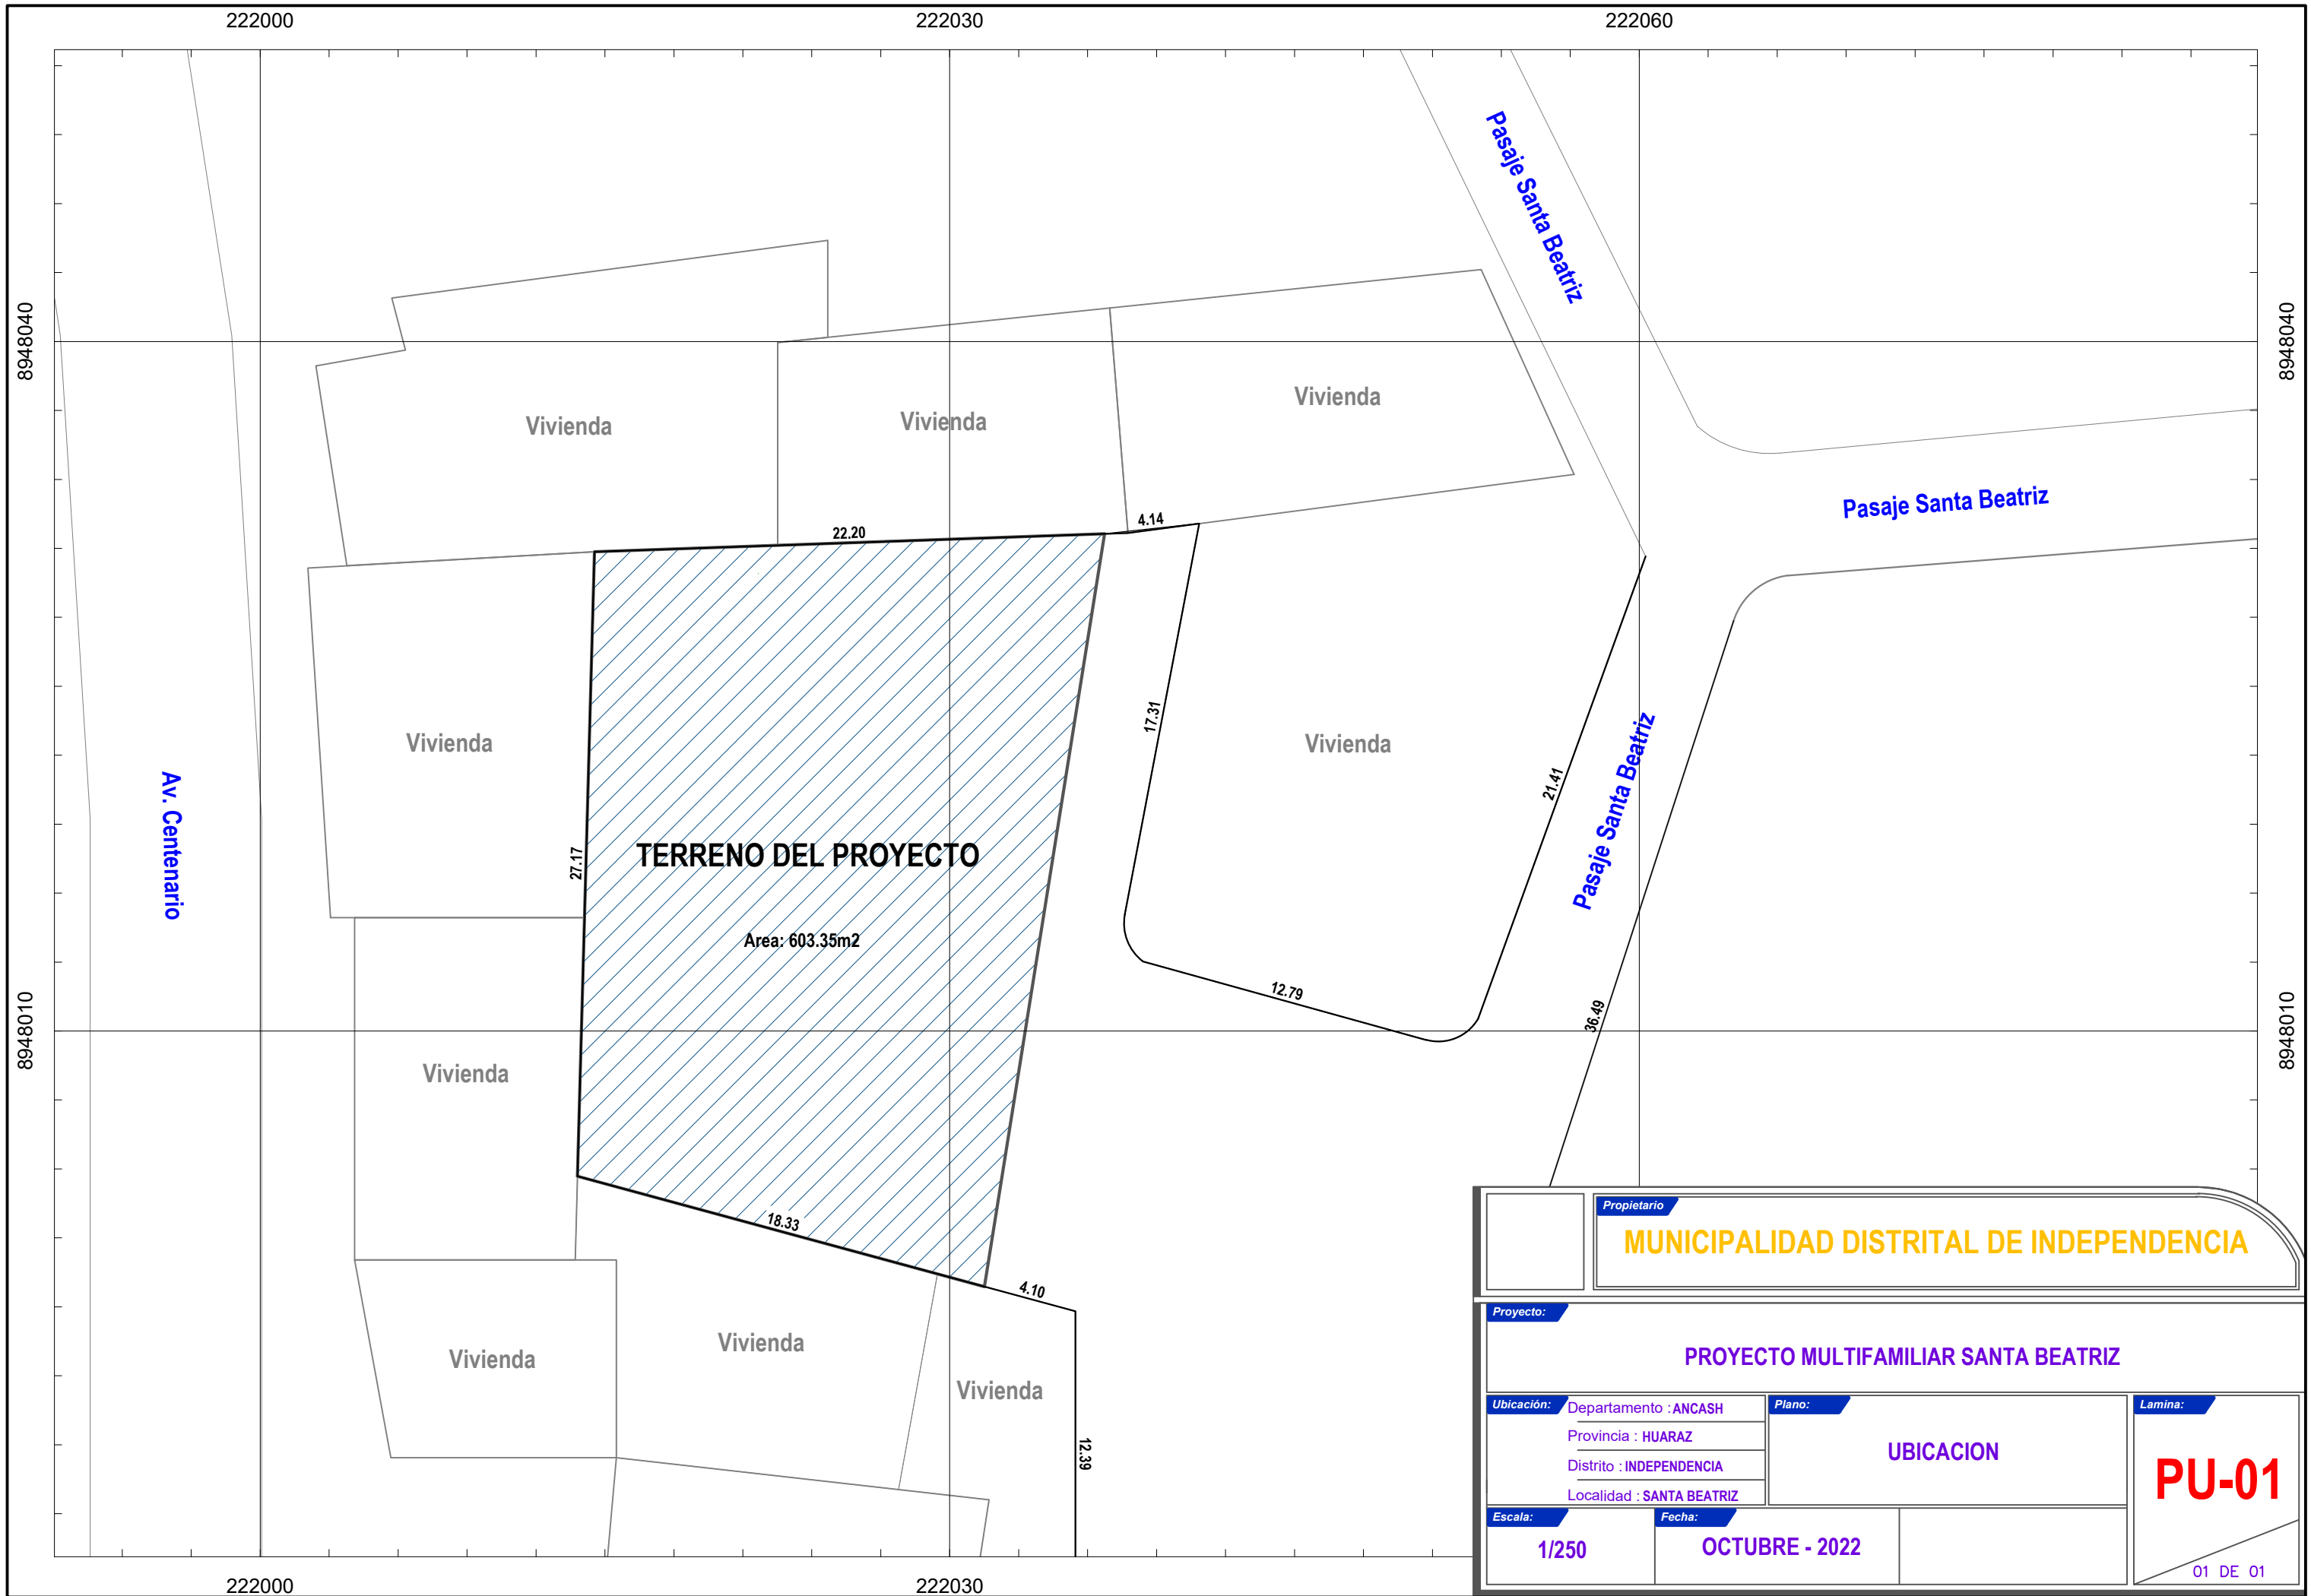 222000
222030
222060
Pasaje Santa Beatriz
8948040
8948040
Vivienda
Vivienda
Vivienda
Pasaje Santa Beatriz
4.14
22.20
17.31
Vivienda
Vivienda
21.41
Pasaje Santa Beatriz
Av. Centenario
27.17
TERRENO DEL PROYECTO
Area: 603.35m2
12.79
36.49
8948010
8948010
Vivienda
18.33
4.10
Vivienda
Vivienda
Vivienda
12.39
Propietario
MUNICIPALIDAD DISTRITAL DE INDEPENDENCIA
Proyecto:
PROYECTO MULTIFAMILIAR SANTA BEATRIZ
Ubicación:
Departamento : ANCASH
Provincia : HUARAZ
Distrito : INDEPENDENCIA
Localidad : SANTA BEATRIZ
Plano:
UBICACION
Lamina:
PU-01
Escala:
1/250
Fecha:
OCTUBRE - 2022
01 DE 01
222000
222030